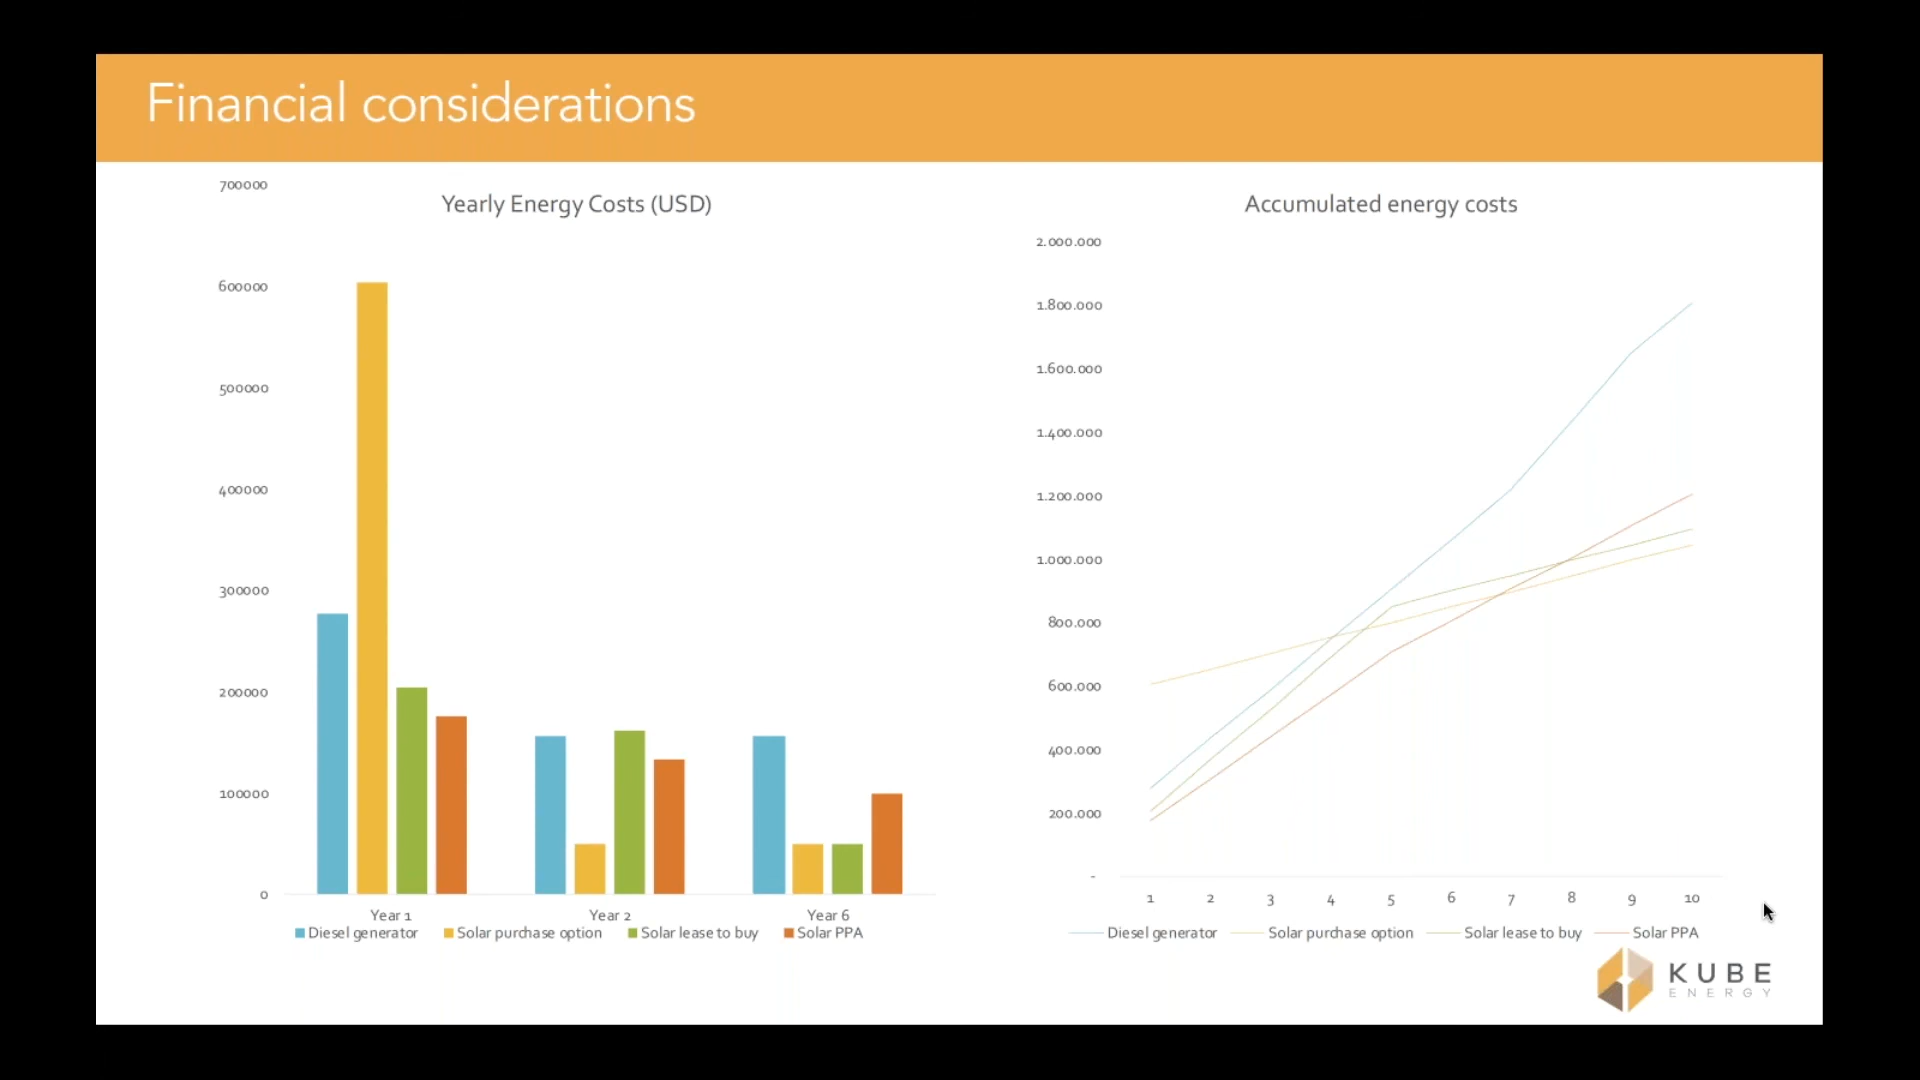 Financial considerations
Yearly Energy Costs (USD)
700000
600000
500000
400000
300000
200000
100000
0
Year 1 Year 2 Year 6
Diesel generator Solar purchase option Solar lease to buy Solar PPA
Accumulated energy costs
2.000.000
1.800.000
1.600.000
1.400.000
1.200.000
1.000.000
800.000
600.000
400.000
200.000
-
1 2 3 4 5 6 7 8 9 10
Diesel generator Solar purchase option Solar lease to buy Solar PPA
KUBE
ENERGY